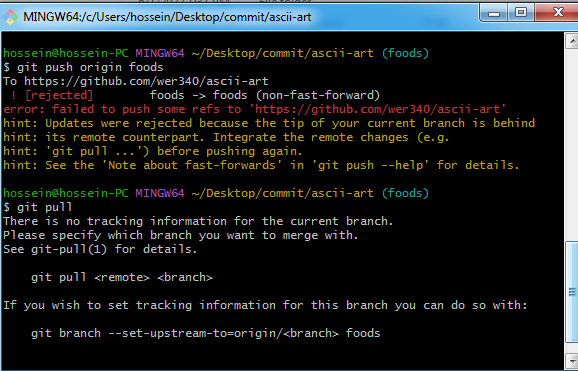 MINGW64:/c/Users/hossein/Desktop/commit/ascii-art
hossein@hossein-PC MINGW64 ~/Desktop/commit/ascii-art (foods)
$ git push origin foods
To https://github.com/wer340/ascii-art
! [rejected] foods -> foods (non-fast-forward)
error: failed to push some refs to 'https://github.com/wer340/ascii-art'
hint: Updates were rejected because the tip of your current branch is behind
hint: its remote counterpart. Integrate the remote changes (e.g.
hint: 'git pull ...') before pushing again.
hint: See the 'Note about fast-forwards' in 'git push --help' for details.
hossein@hossein-PC MINGW64 ~/Desktop/commit/ascii-art (foods)
$ git pull
There is no tracking information for the current branch.
Please specify which branch you want to merge with.
See git-pull(1) for details.
git pull <remote> <branch>
If you wish to set tracking information for this branch you can do so with:
git branch --set-upstream-to=origin/<branch> foods